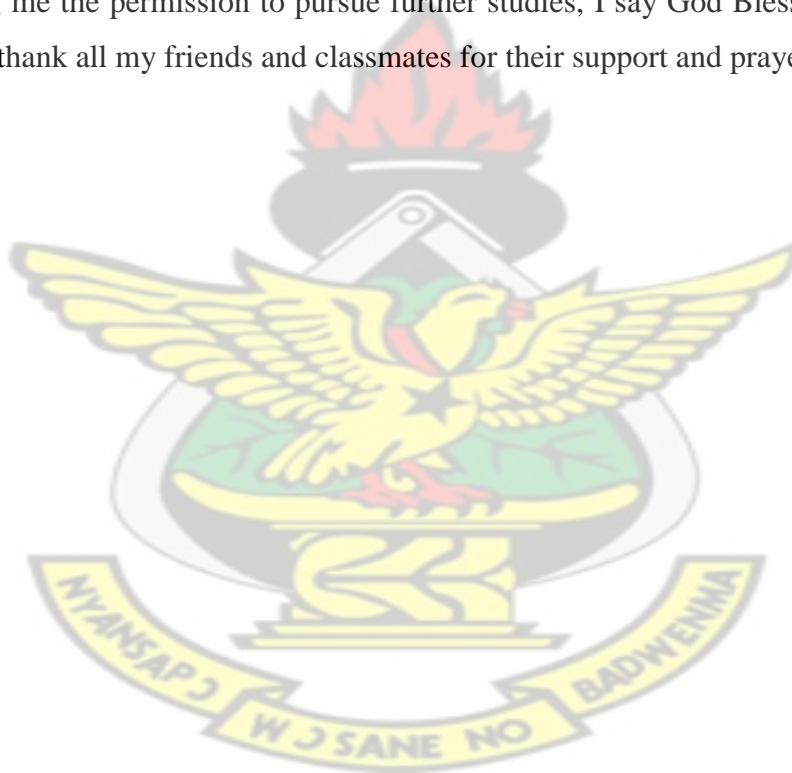 me the permission to pursue further studies, I say God Bless
thank all my friends and classmates for their support and
NYANSAPƆ
WƆSANE NO
BADWENMA